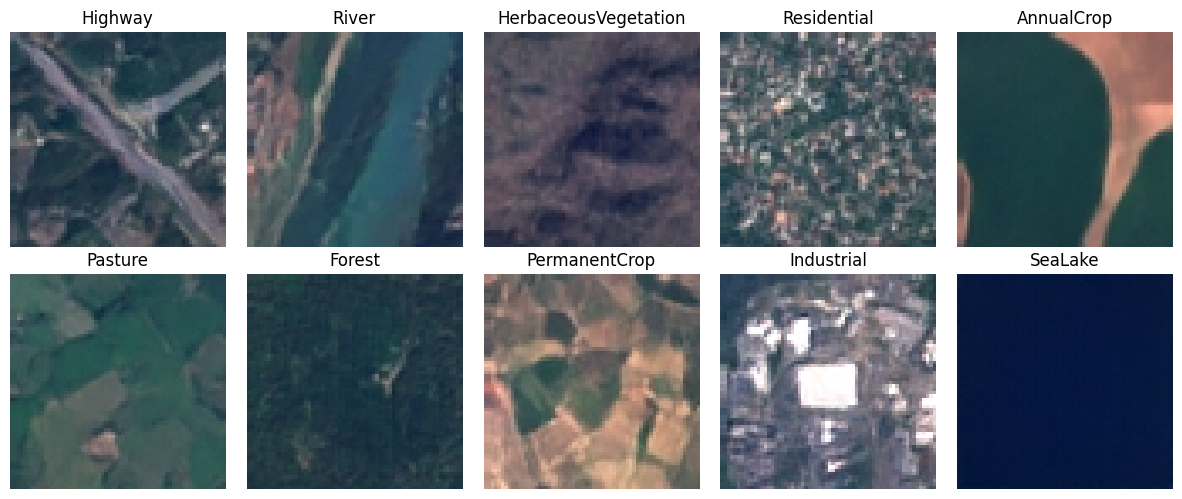 Highway
River
HerbaceousVegetation
Residential
AnnualCrop
Pasture
Forest
PermanentCrop
Industrial
SeaLake